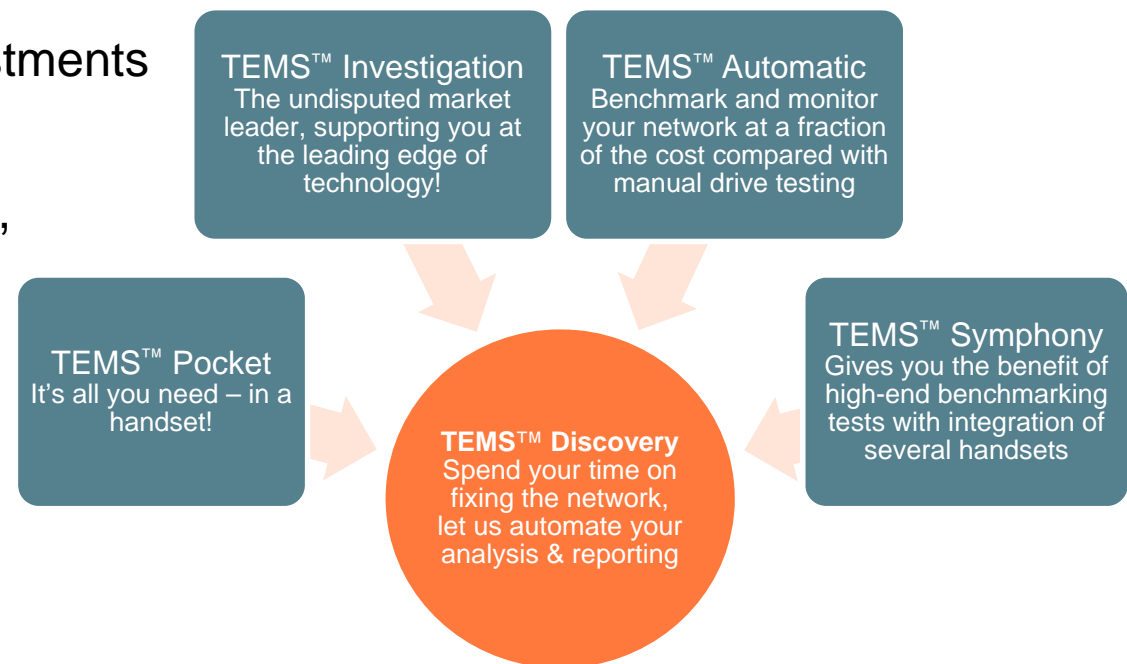 stments
,
TEMS™ Investigation
The undisputed market
leader, supporting you at
the leading edge of
technology!
TEMS™ Automatic
Benchmark and monitor
your network at a fraction
of the cost compared with
manual drive testing
TEMS™ Pocket
It’s all you need – in a
handset!
TEMS™ Symphony
Gives you the benefit of
high-end benchmarking
tests with integration of
several handsets
TEMS™ Discovery
Spend your time on
fixing the network,
let us automate your
analysis & reporting